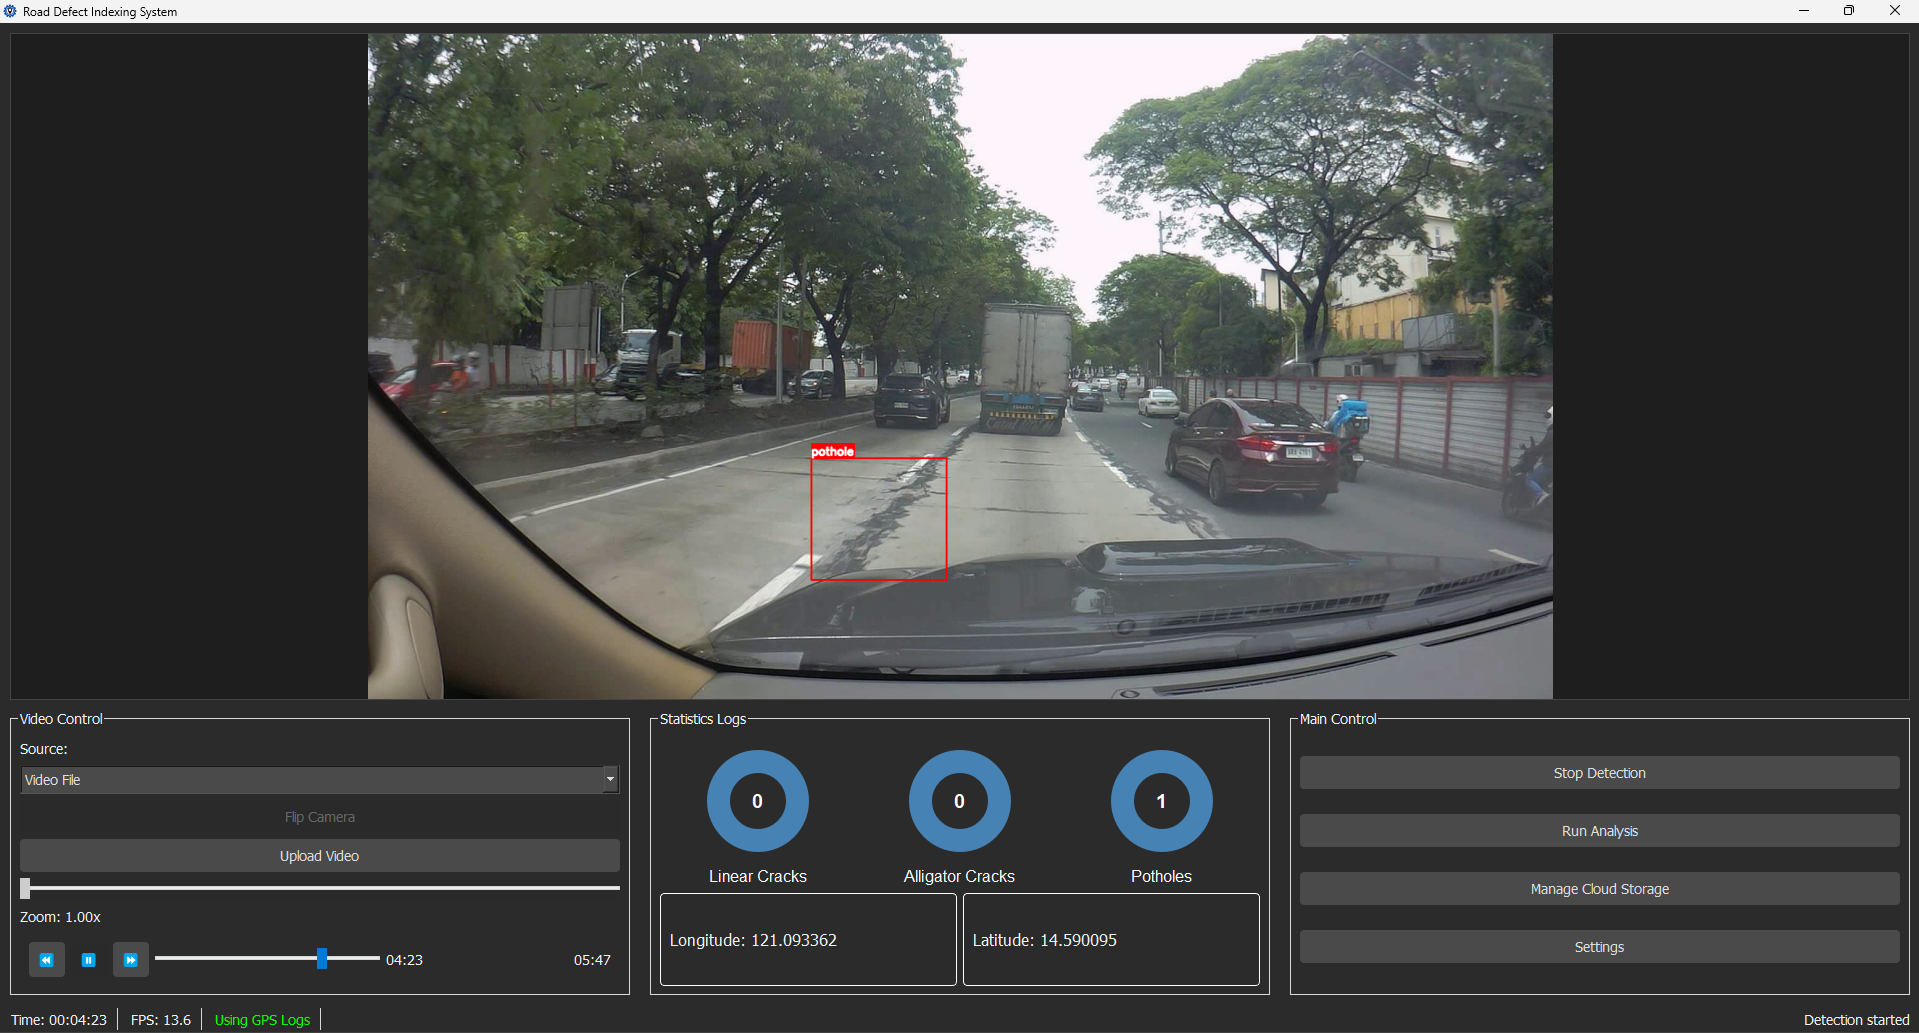 Road Defect Indexing System
pothole
Video Control
Source:
Video File
Flip Camera
Upload Video
Zoom: 1.00x
04:23
05:47
Statistics Logs
0
0
1
Linear Cracks
Alligator Cracks
Potholes
Longitude: 121.093362
Latitude: 14.590095
Main Control
Stop Detection
Run Analysis
Manage Cloud Storage
Settings
Time: 00:04:23
FPS: 13.6
Using GPS Logs
Detection started